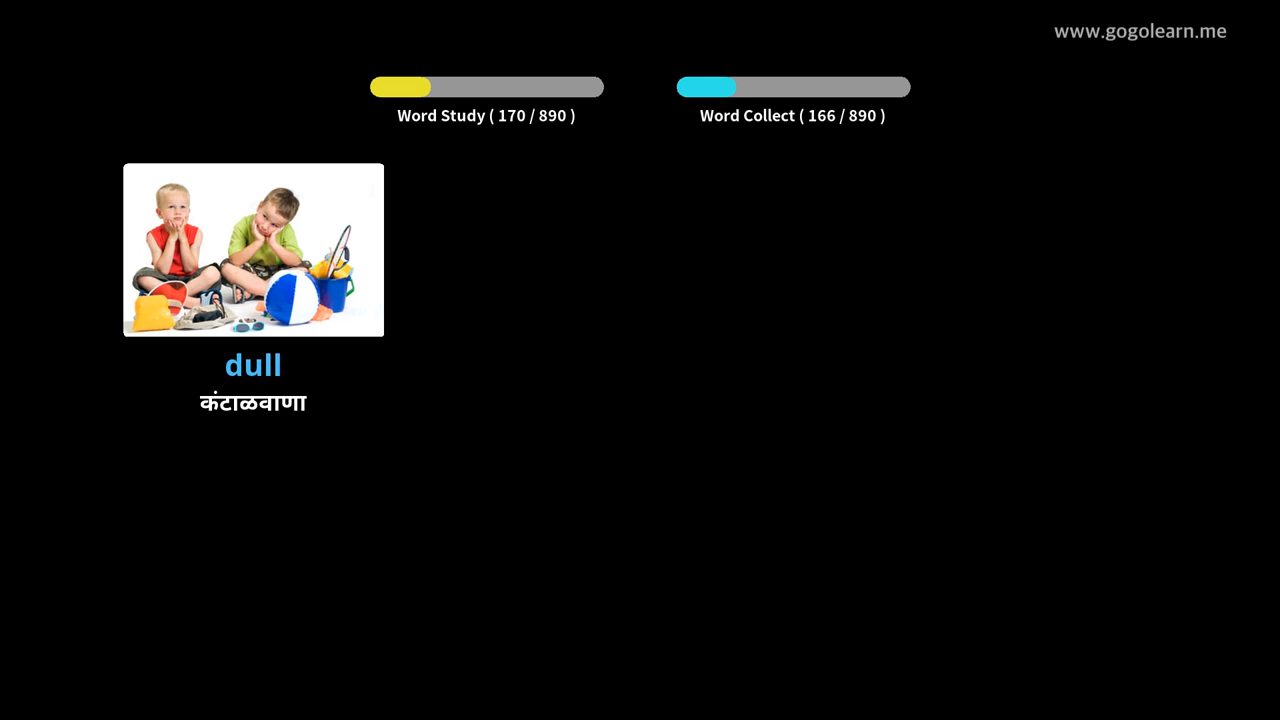 www.gogolearn.me
Word Study ( 170 / 890 )
Word Collect ( 166 / 890 )
dull
कंटाळवाणा